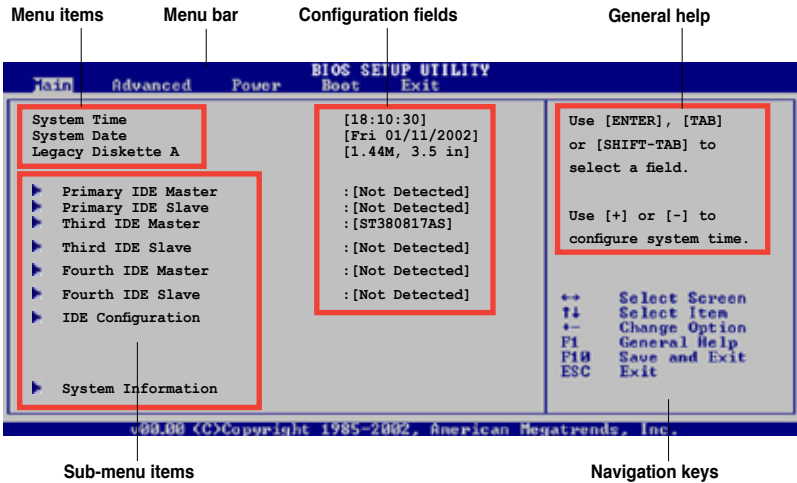 Menu items Menu bar Configuration fields General help
BIOS SETUP UTILITY
Main Advanced Power Boot Exit
System Time [18:10:30]
System Date [Fri 01/11/2002]
Legacy Diskette A [1.44M, 3.5 in]
Primary IDE Master :[Not Detected]
Primary IDE Slave :[Not Detected]
Third IDE Master :[ST380817AS]
Third IDE Slave :[Not Detected]
Fourth IDE Master :[Not Detected]
Fourth IDE Slave :[Not Detected]
IDE Configuration
System Information
Use [ENTER], [TAB]
or [SHIFT-TAB] to
select a field.
Use [+] or [-] to
configure system time.
↔ Select Screen
↑↓ Select Item
+- Change Option
F1 General Help
F10 Save and Exit
ESC Exit
v00.00 (C)Copyright 1985-2002, American Megatrends, Inc.
Sub-menu items Navigation keys